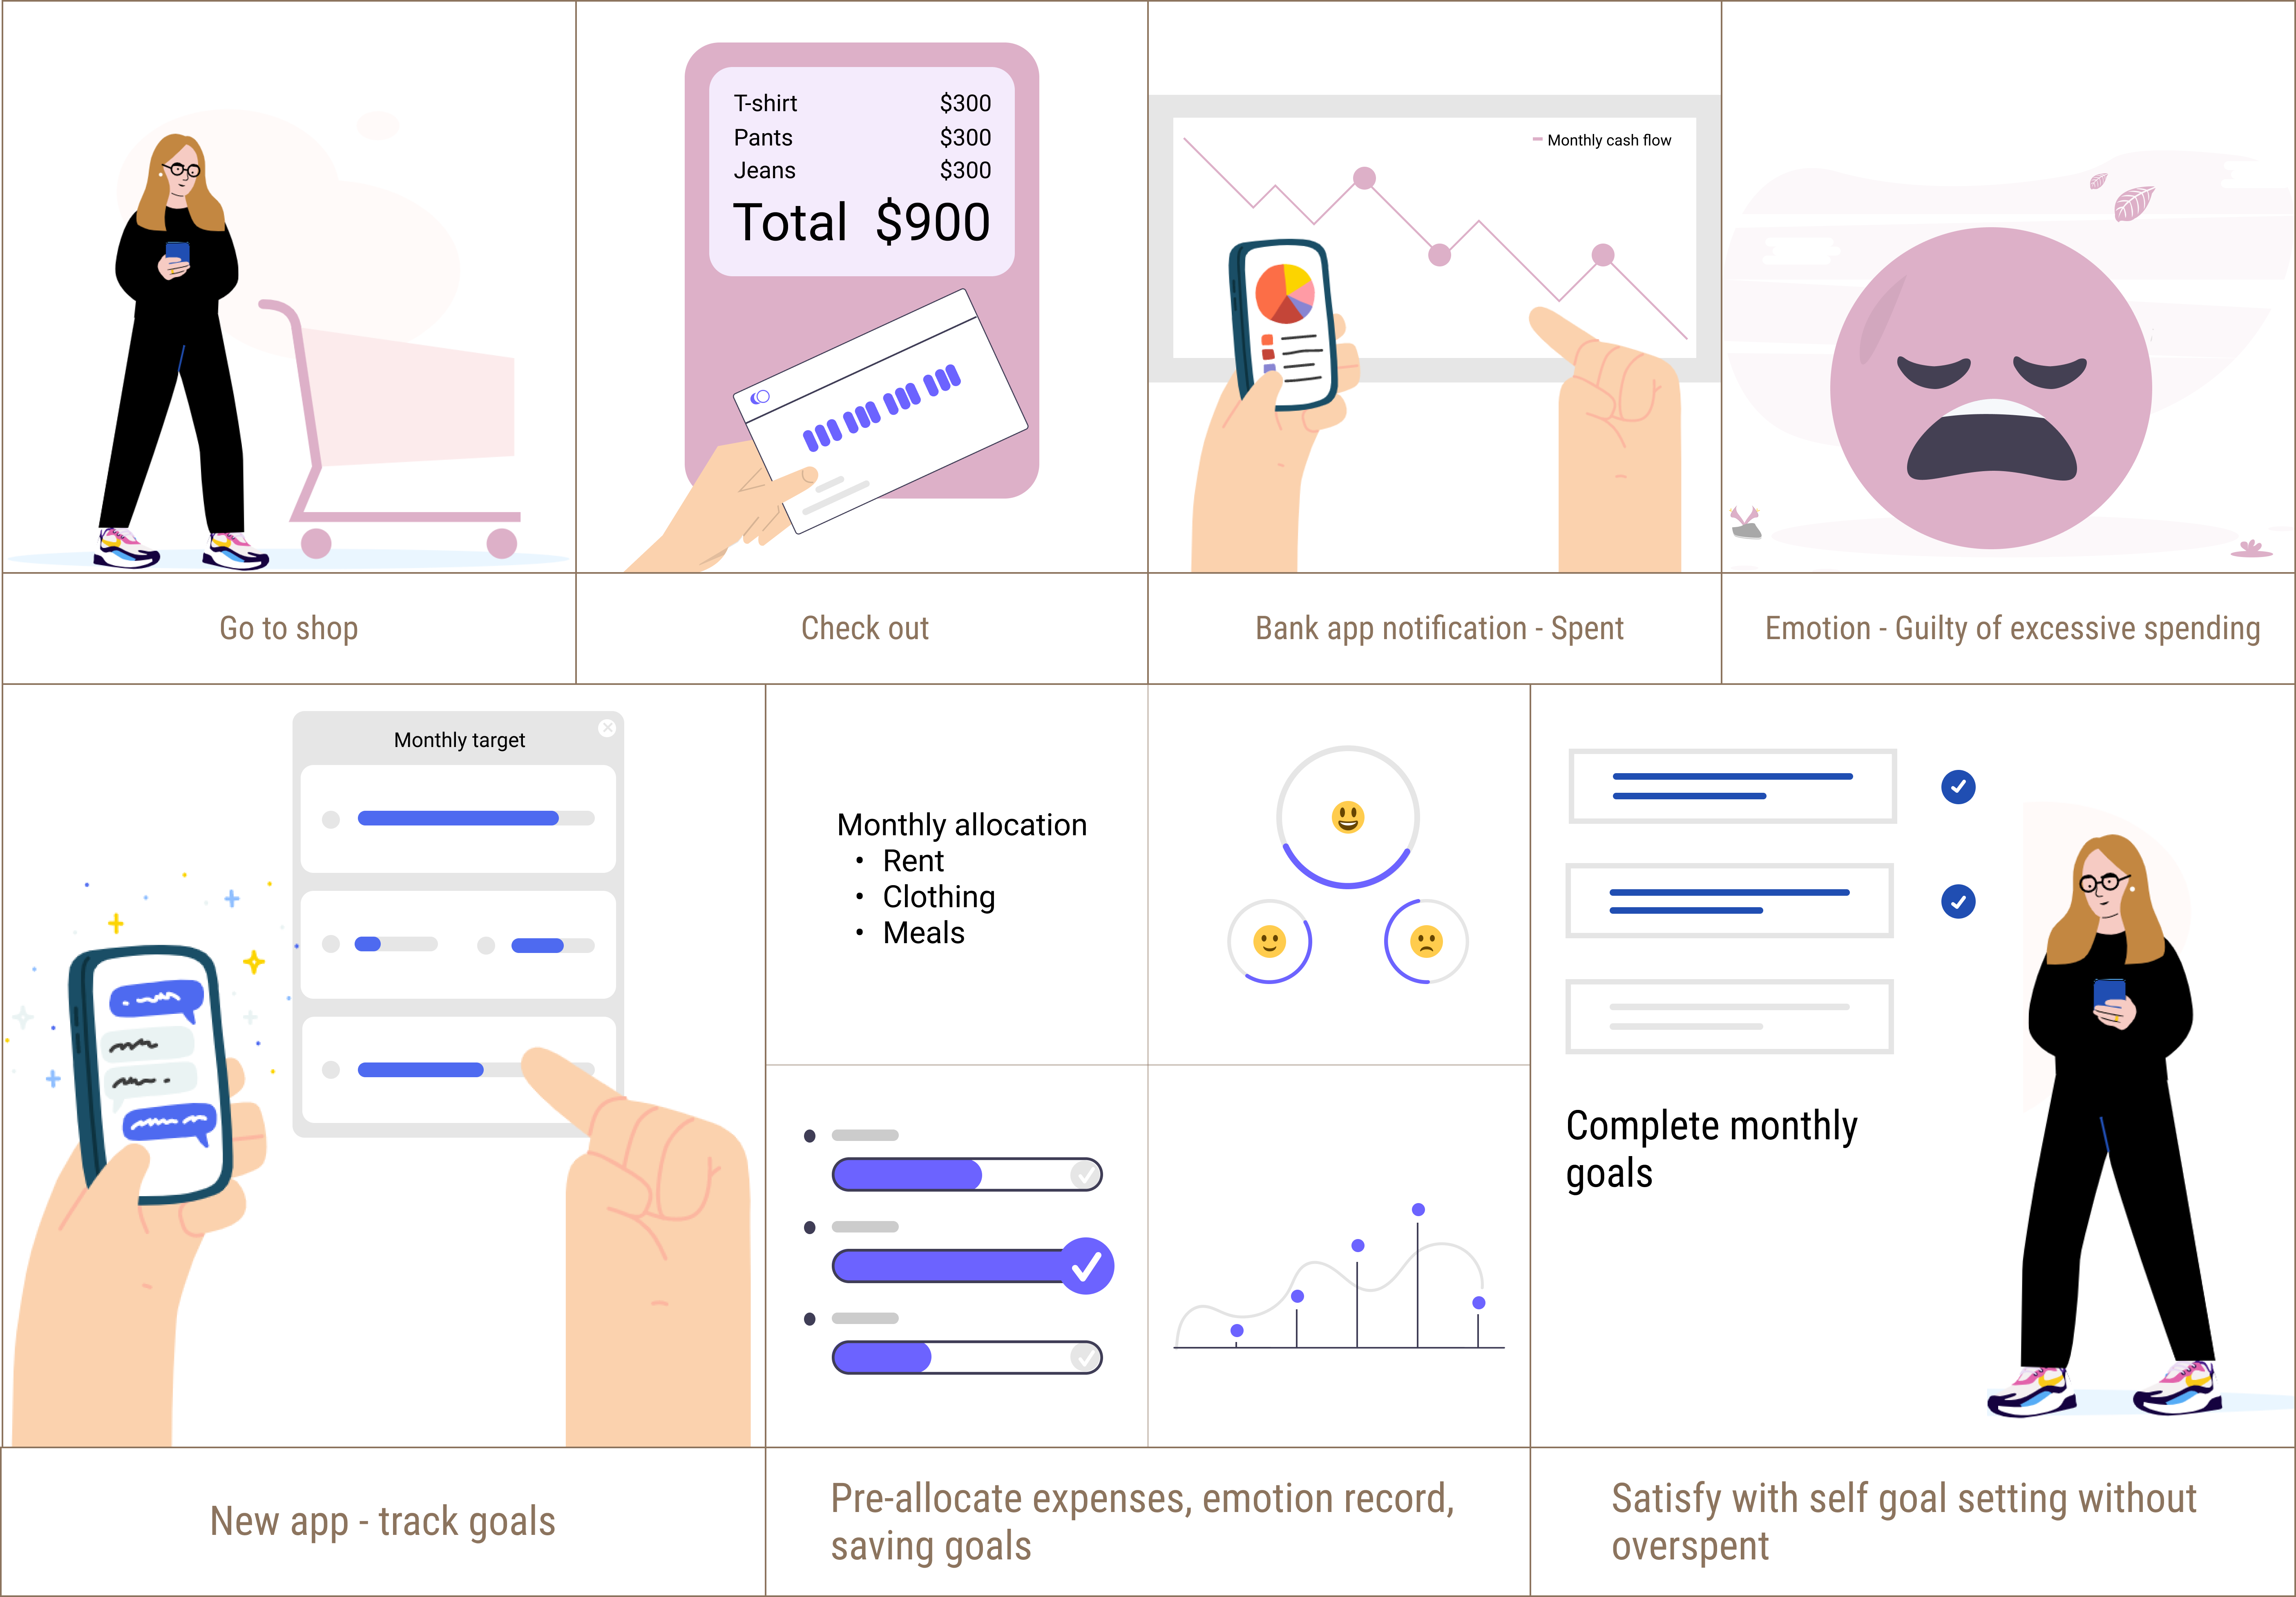 T-shirt $300
Pants $300
Jeans $300
Total $900
Monthly cash flow
Go to shop
Check out
Bank app notification - Spent
Emotion - Guilty of excessive spending
Monthly target
Monthly allocation
• Rent
• Clothing
• Meals
Complete monthly
goals
New app - track goals
Pre-allocate expenses, emotion record,
saving goals
Satisfy with self goal setting without
overspent